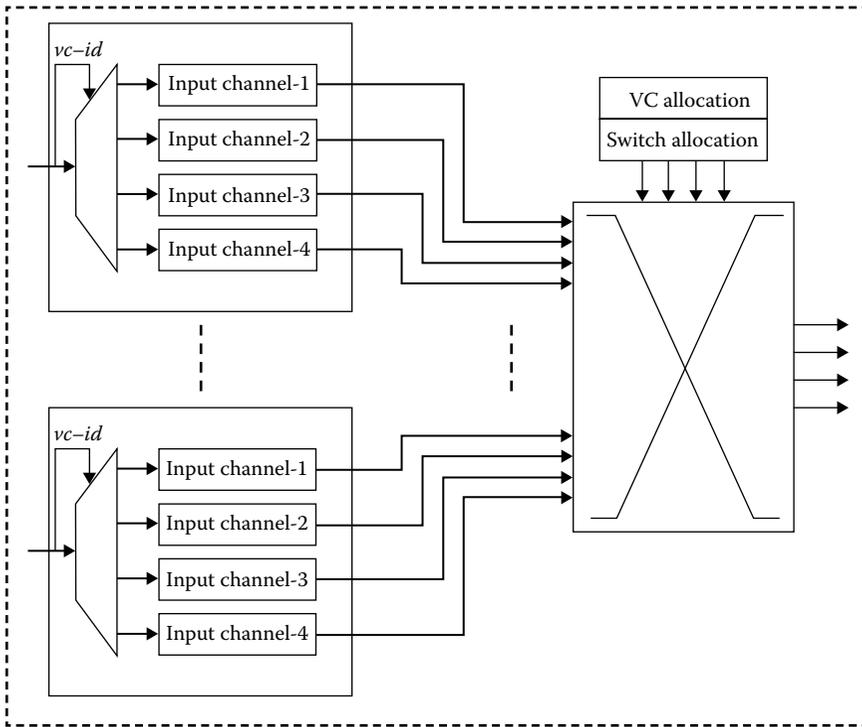 vc–id
Input channel-1
Input channel-2
Input channel-3
Input channel-4
VC allocation
Switch allocation
vc–id
Input channel-1
Input channel-2
Input channel-3
Input channel-4